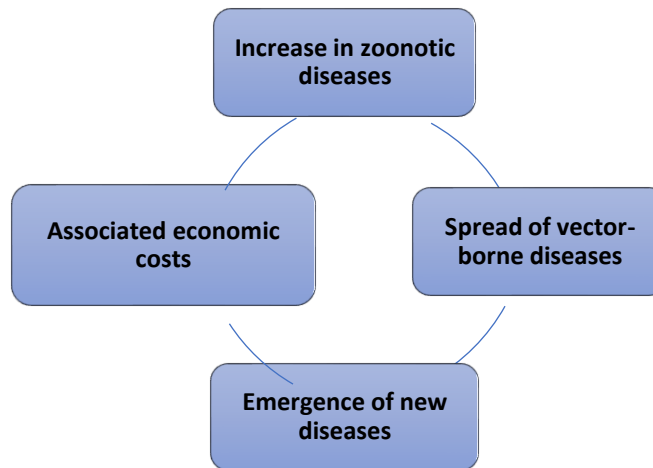 Increase in zoonotic
diseases
Associated economic
costs
Spread of vector-
borne diseases
Emergence of new
diseases